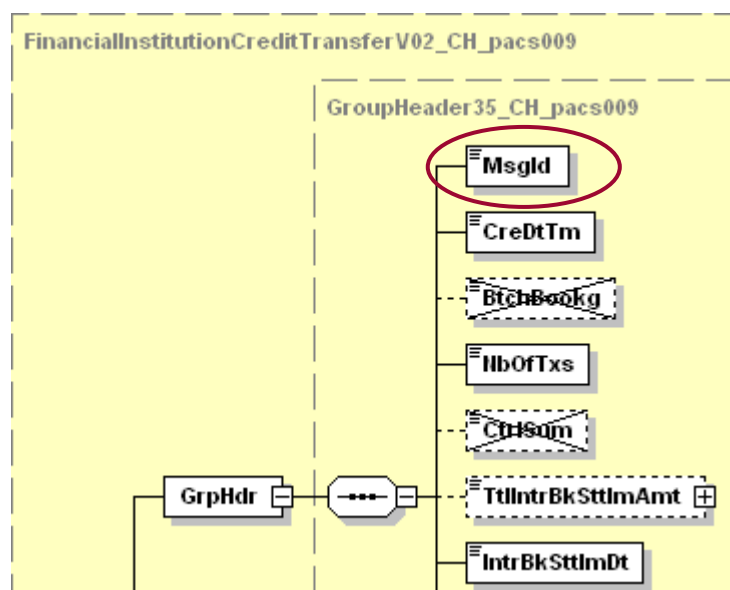 FinancialInstitutionCreditTransferV02_CH_pacs009
GroupHeader35_CH_pacs009
MsgId
CreDtTm
BtchBookg
NbOfTxs
CtrlSum
GrpHdr
TtlIntrBkSttlmAmt
IntrBkSttlmDt